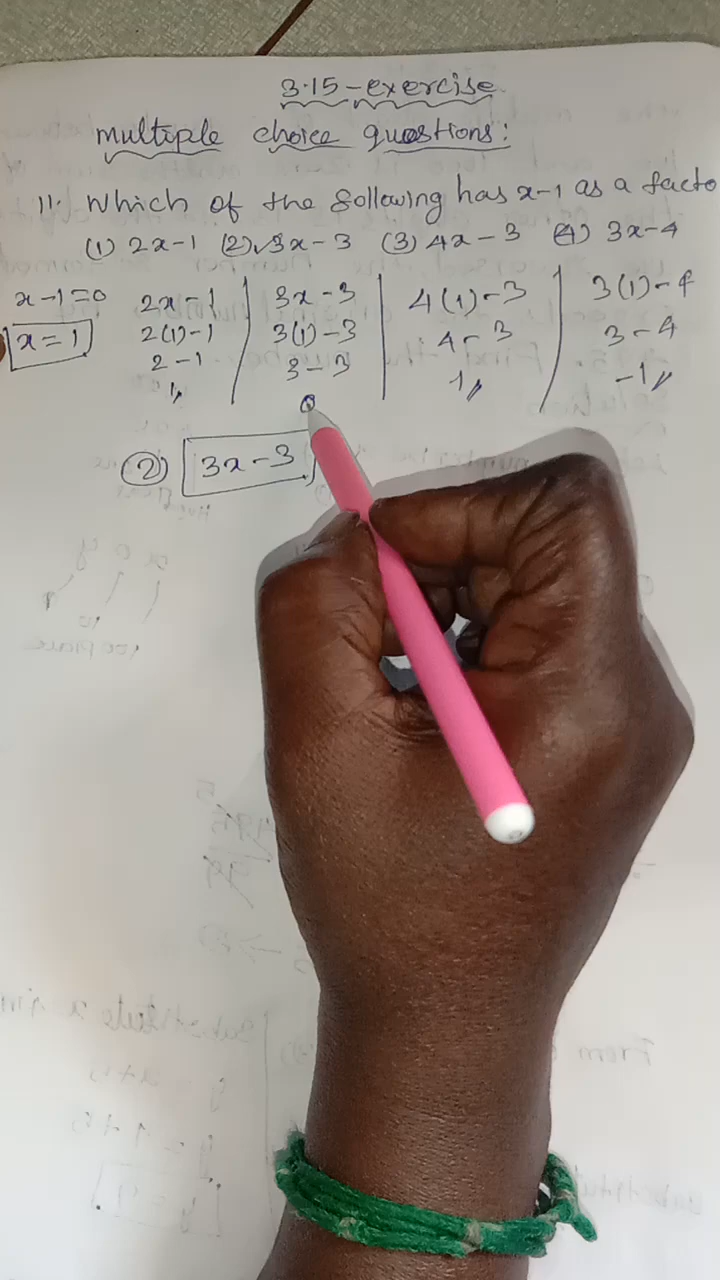 3.15-exercise
multiple choice questions:
11. Which of the following has x-1 as a facto
(1) 2x-1 (2) 3x-3 (3) 4x-3 (4) 3x-4
x-1=0
x=1
2x-1
2(1)-1
2-1
1
3x-3
3(1)-3
3-3
0
4(1)-3
4-3
1
3(1)-4
3-4
-1
(2) 3x-3